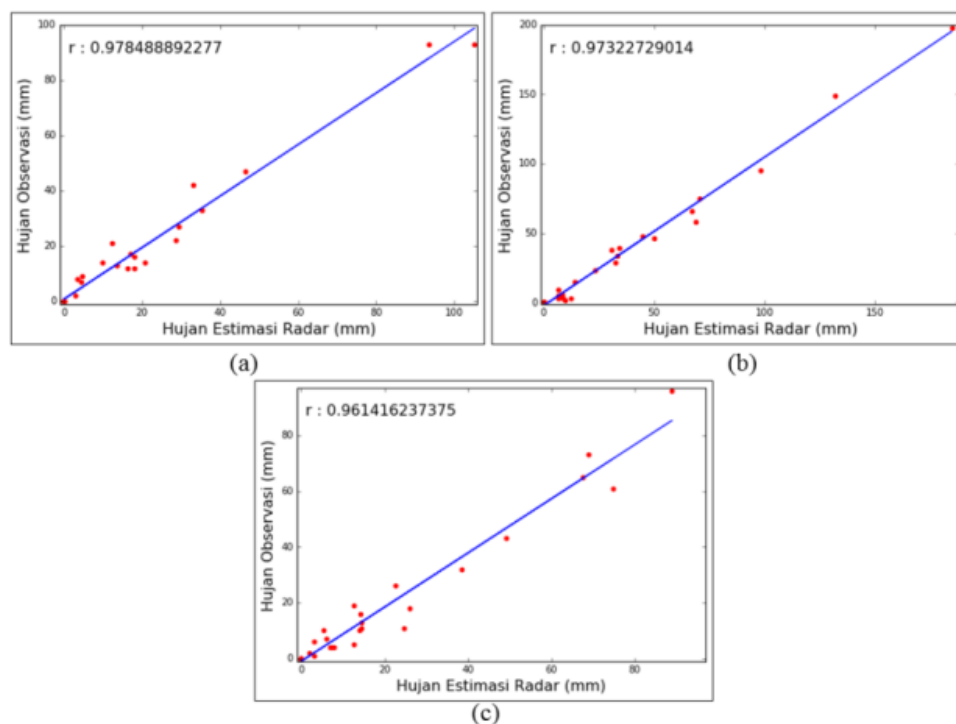 r : 0.978488892277
Hujan Observasi (mm)
100
80
60
40
20
0
0 20 40 60 80 100
Hujan Estimasi Radar (mm)
(a)
r : 0.97322729014
Hujan Observasi (mm)
200
150
100
50
0
0 50 100 150
Hujan Estimasi Radar (mm)
(b)
r : 0.961416237375
Hujan Observasi (mm)
80
60
40
20
0
0 20 40 60 80
Hujan Estimasi Radar (mm)
(c)